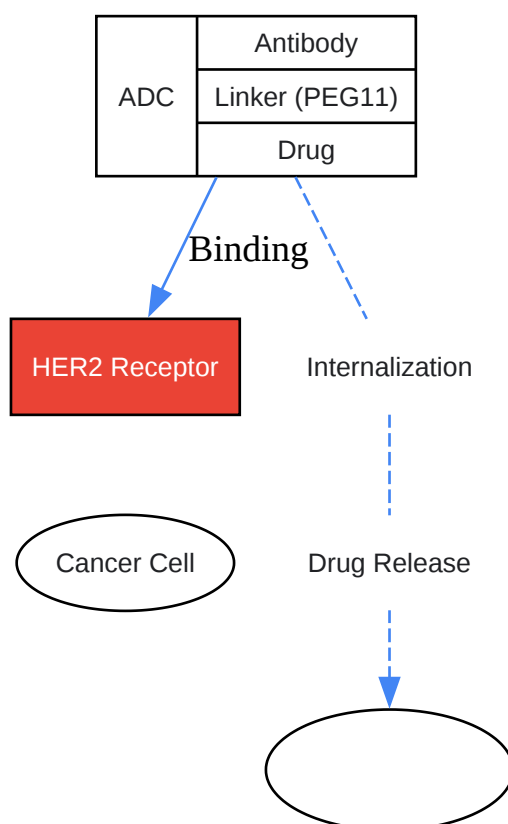 Antibody
ADC
Linker (PEG11)
Drug
Binding
HER2 Receptor
Internalization
Cancer Cell
Drug Release